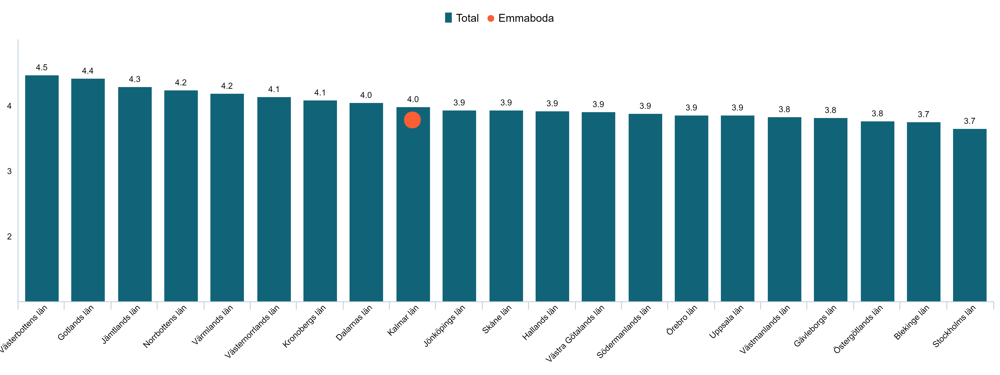 Total Emmaboda
4.5 4.4 4.3 4.2 4.2 4.1 4.1 4.0 4.0 3.9 3.9 3.9 3.9 3.9 3.9 3.9 3.8 3.8 3.8 3.7 3.7
4
3
2
Västerbottens län
Gotlands län
Jämtlands län
Norrbottens län
Värmlands län
Västernorrlands län
Kronobergs län
Dalarnas län
Kalmar län
Jönköpings län
Skåne län
Hallands län
Västra Götalands län
Södermanlands län
Örebro län
Uppsala län
Västmanlands län
Gävleborgs län
Östergötlands län
Blekinge län
Stockholms län